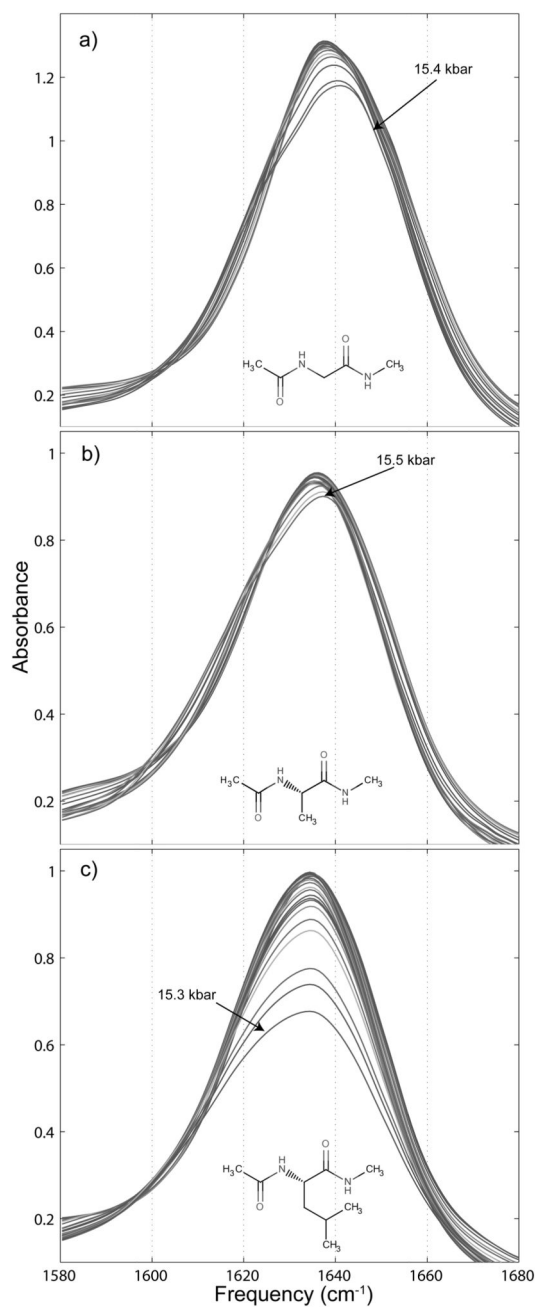 a)
15.4 kbar
1.2
1
0.8
0.6
0.4
0.2
O
H
N
H₃C
CH₃
N
H
O
b)
15.5 kbar
1
0.8
0.6
0.4
0.2
Absorbance
O
H
N
H₃C
CH₃
N
H
O
CH₃
c)
15.3 kbar
1
0.8
0.6
0.4
0.2
O
H
N
H₃C
CH₃
N
H
O
CH₃
CH₃
1580 1600 1620 1640 1660 1680
Frequency (cm⁻¹)